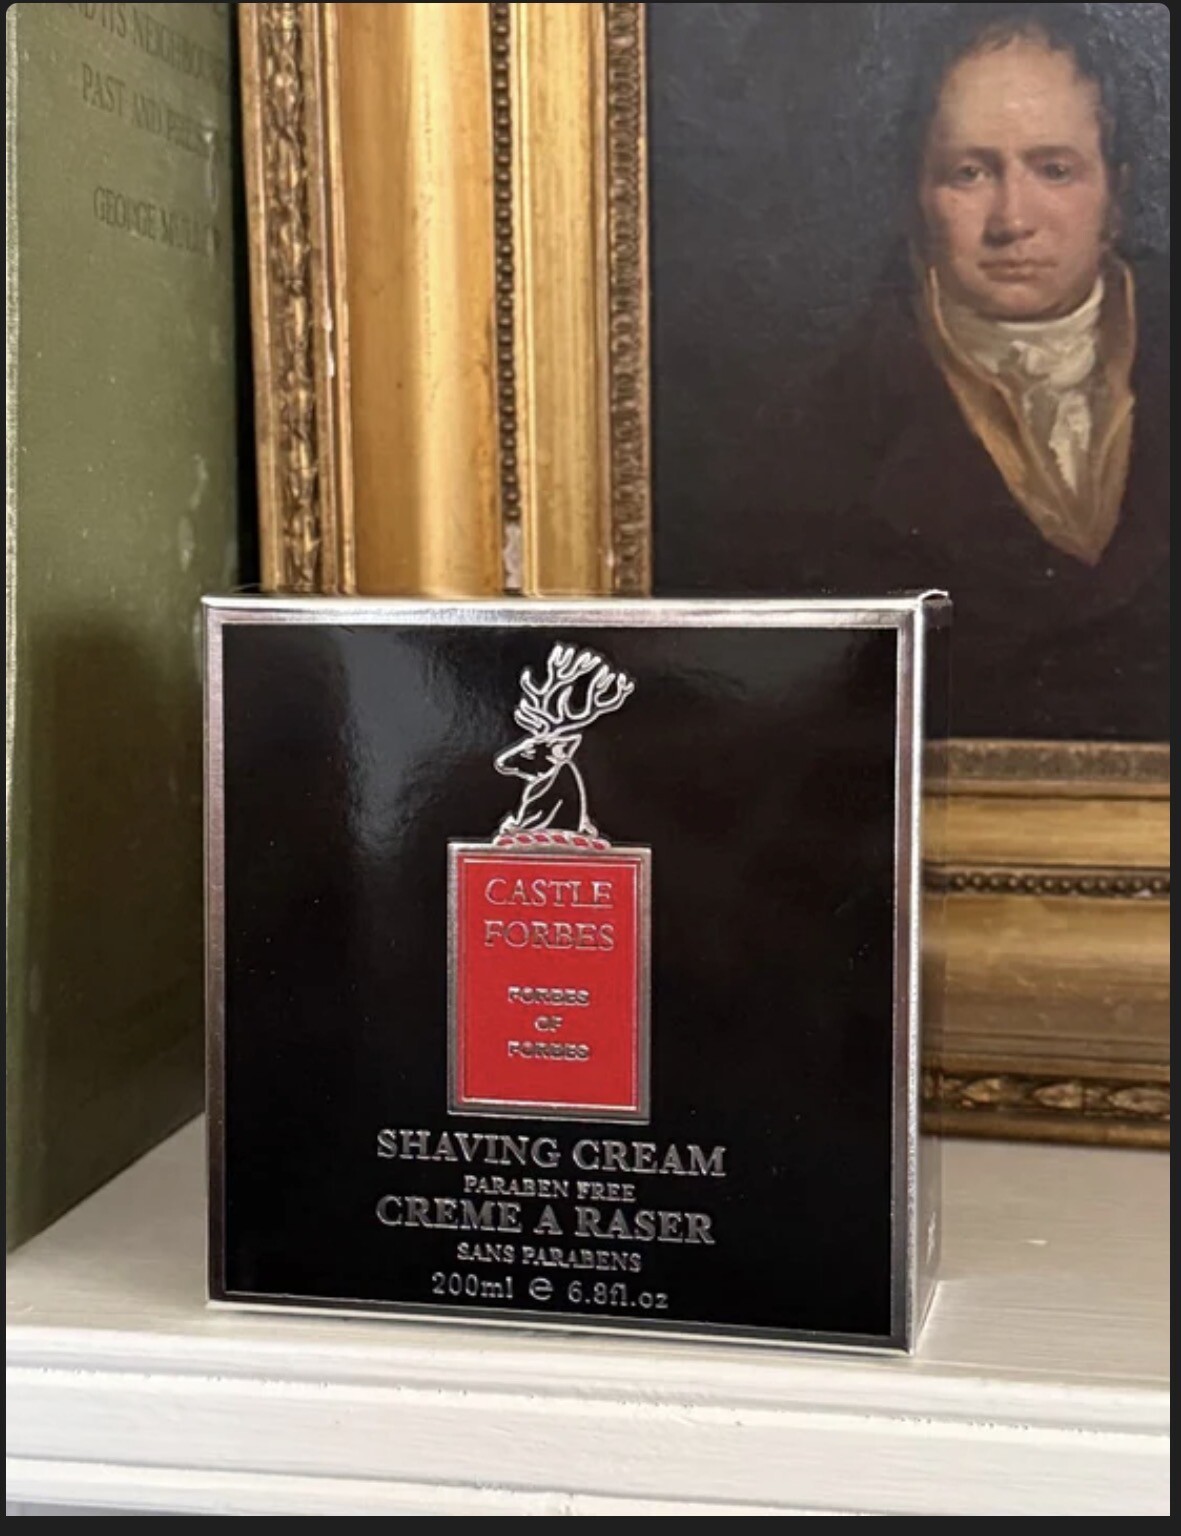 PAST AND
GEORGE
CASTLE
FORBES
FORBES
OF
FORBES
SHAVING CREAM
PARABEN FREE
CREME A RASER
SANS PARABENS
200ml e 6.8fl.oz